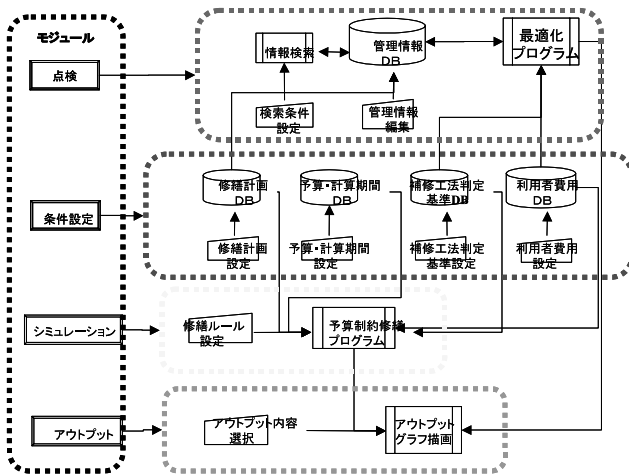 モジュール
点検
条件設定
シミュレーション
アウトプット
情報検索
管理情報
DB
最適化
プログラム
検索条件
設定
管理情報
編集
修繕計画
DB
予算・計算期間
DB
補修工法判定
基準DB
利用者費用
DB
修繕計画
設定
予算・計算期間
設定
補修工法判定
基準設定
利用者費用
設定
修繕ルール
設定
予算制約修繕
プログラム
アウトプット内容
選択
アウトプット
グラフ描画